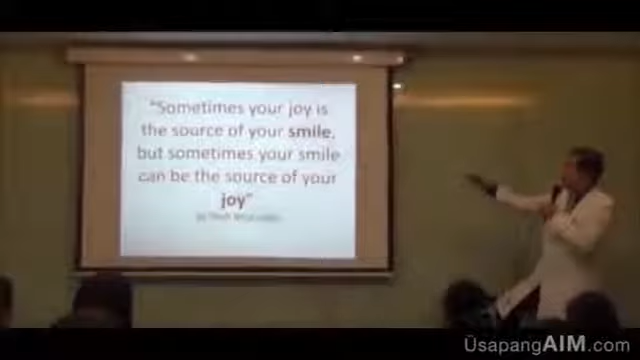 "Sometimes your joy is
the source of your smile,
but sometimes your smile
can be the source of your
joy"
ÜsapangAIM.com